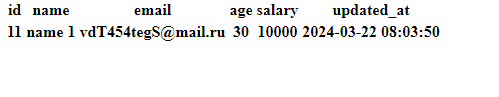 id name email age salary updated_at
11 name 1 vdT454tegS@mail.ru 30 10000 2024-03-22 08:03:50